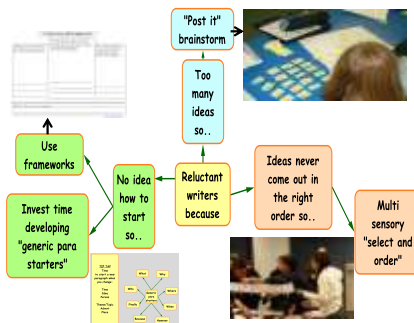 "Post it"
brainstorm
Too
many
ideas
so..
Use
frameworks
No idea
how to
start
so..
Reluctant
writers
because
Ideas never
come out in
the right
order so..
Invest time
developing
"generic para
starters"
Multi
sensory
"select and
order"